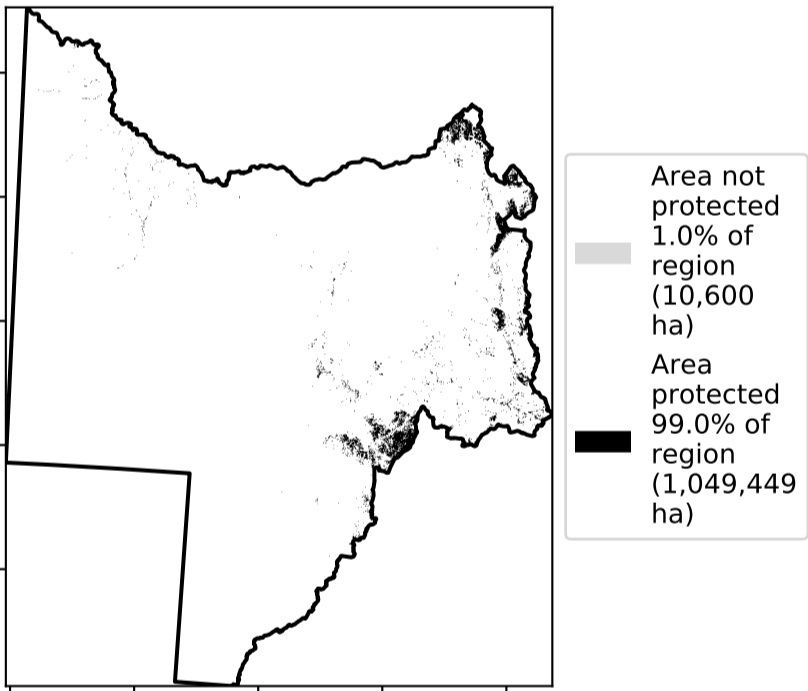 Area not
protected
1.0% of
region
(10,600
ha)
Area
protected
99.0% of
region
(1,049,449
ha)